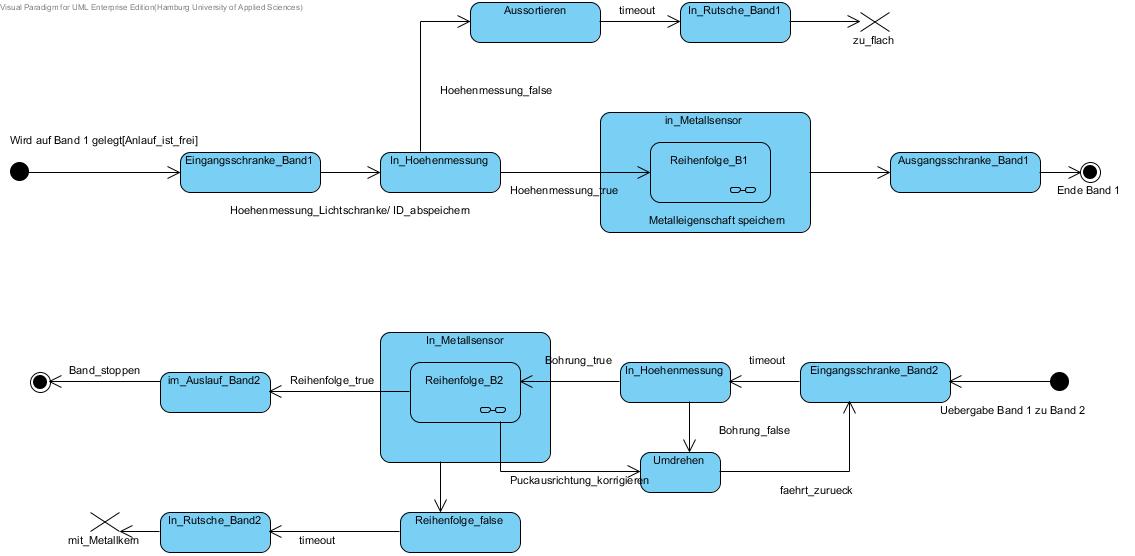 Visual Paradigm for UML Enterprise Edition(Hamburg University of Applied Sciences)
Aussortieren
timeout
In_Rutsche_Band1
zu_flach
Hoehenmessung_false
in_Metallsensor
Wird auf Band 1 gelegt[Anlauf_ist_frei]
Eingangsschranke_Band1
In_Hoehenmessung
Reihenfolge_B1
Ausgangsschranke_Band1
Hoehenmessung_true
Ende Band 1
Hoehenmessung_Lichtschranke/ ID_abspeichern
Metalleigenschaft speichern
In_Metallsensor
Band_stoppen
im_Auslauf_Band2
Reihenfolge_true
Reihenfolge_B2
Bohrung_true
In_Hoehenmessung
timeout
Eingangsschranke_Band2
Uebergabe Band 1 zu Band 2
Bohrung_false
Umdrehen
Puckausrichtung_korrigieren
faehrt_zurueck
In_Rutsche_Band2
Reihenfolge_false
mit_Metallkern
timeout